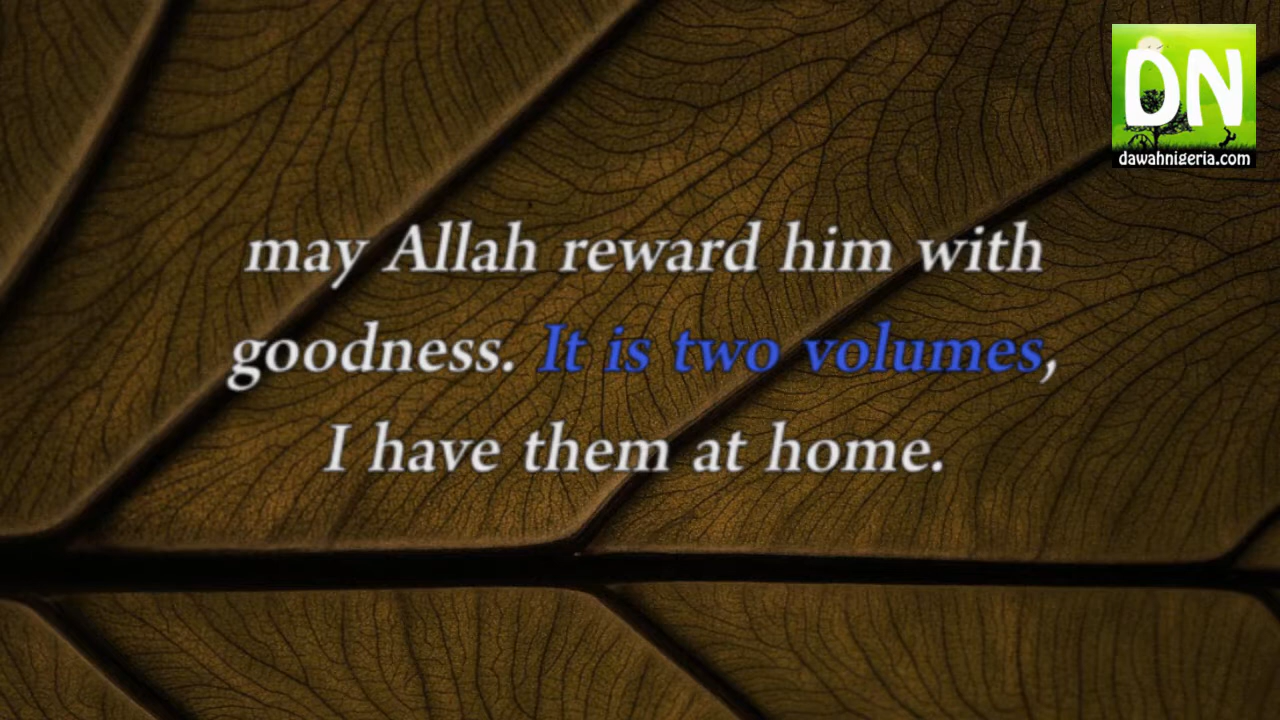 DN
dawahnigeria.com
may Allah reward him with
goodness. It is two volumes,
I have them at home.